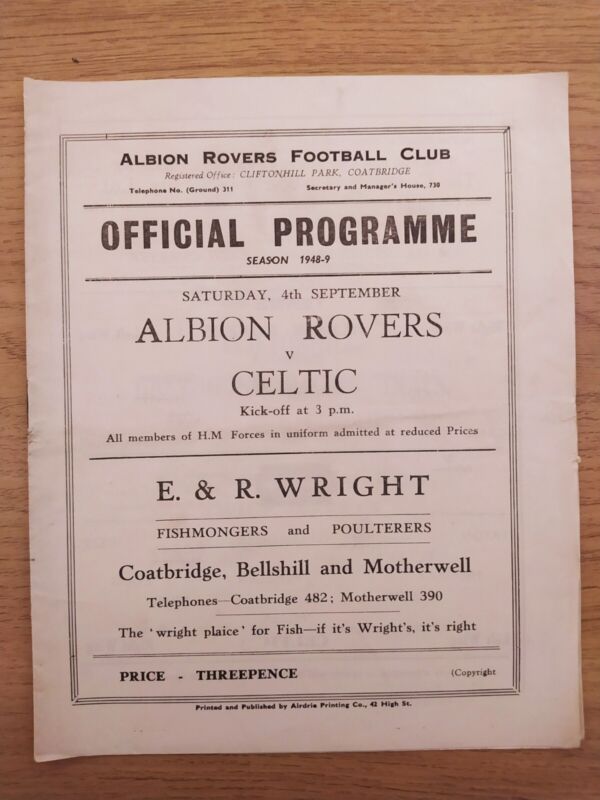 ALBION ROVERS FOOTBALL CLUB
Registered Office: CLIFTONHILL PARK, COATBRIDGE
Telephone No. (Ground) 311 Secretary and Manager's House, 730
OFFICIAL PROGRAMME
SEASON 1948-9
SATURDAY, 4th SEPTEMBER
ALBION ROVERS
v
CELTIC
Kick-off at 3 p.m.
All members of H.M Forces in uniform admitted at reduced Prices
E. & R. WRIGHT
FISHMONGERS and POULTERERS
Coatbridge, Bellshill and Motherwell
Telephones—Coatbridge 482; Motherwell 390
The 'wright plaice' for Fish—if it's Wright's, it's right
PRICE - THREEPENCE (Copyright
Printed and Published by Airdrie Printing Co., 42 High St.